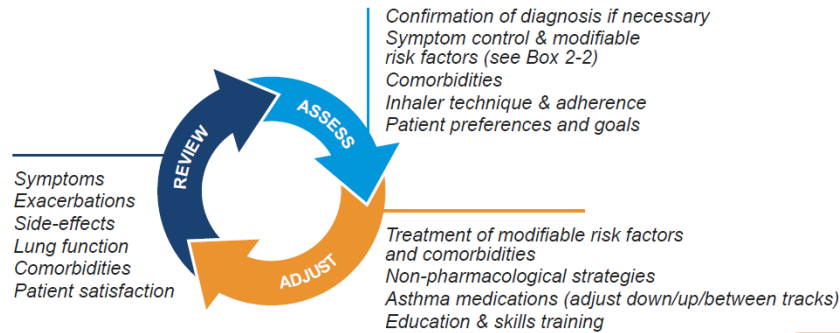 Confirmation of diagnosis if necessary
Symptom control & modifiable
risk factors (see Box 2-2)
Comorbidities
Inhaler technique & adherence
Patient preferences and goals
ASSESS
REVIEW
Symptoms
Exacerbations
Side-effects
Lung function
Comorbidities
Patient satisfaction
ADJUST
Treatment of modifiable risk factors
and comorbidities
Non-pharmacological strategies
Asthma medications (adjust down/up/between tracks)
Education & skills training